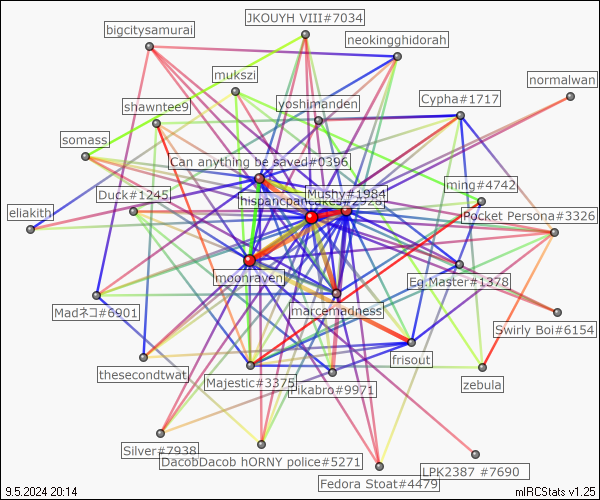 JKOUYH VIII#7034
bigcitysamurai
neokingghidorah
mukszi
normalwan
shawntee9
yoshimanden
Cypha#1717
somass
Can anything be saved#0396
ming#4742
Duck#1245
Mushy#1984
hispancpancakes#2928
eliakith
Pocket Persona#3326
moonraven
Eg.Master#1378
Madネコ#6901
marcemadness
Swirly Boi#6154
frisout
thesecondtwat
Majestic#3375
Pikabro#9971
zebula
Silver#7938
DacobDacob hORNY police#5271
LPK2387 #7690
Fedora Stoat#4479
9.5.2024 20:14
mIRCStats v1.25